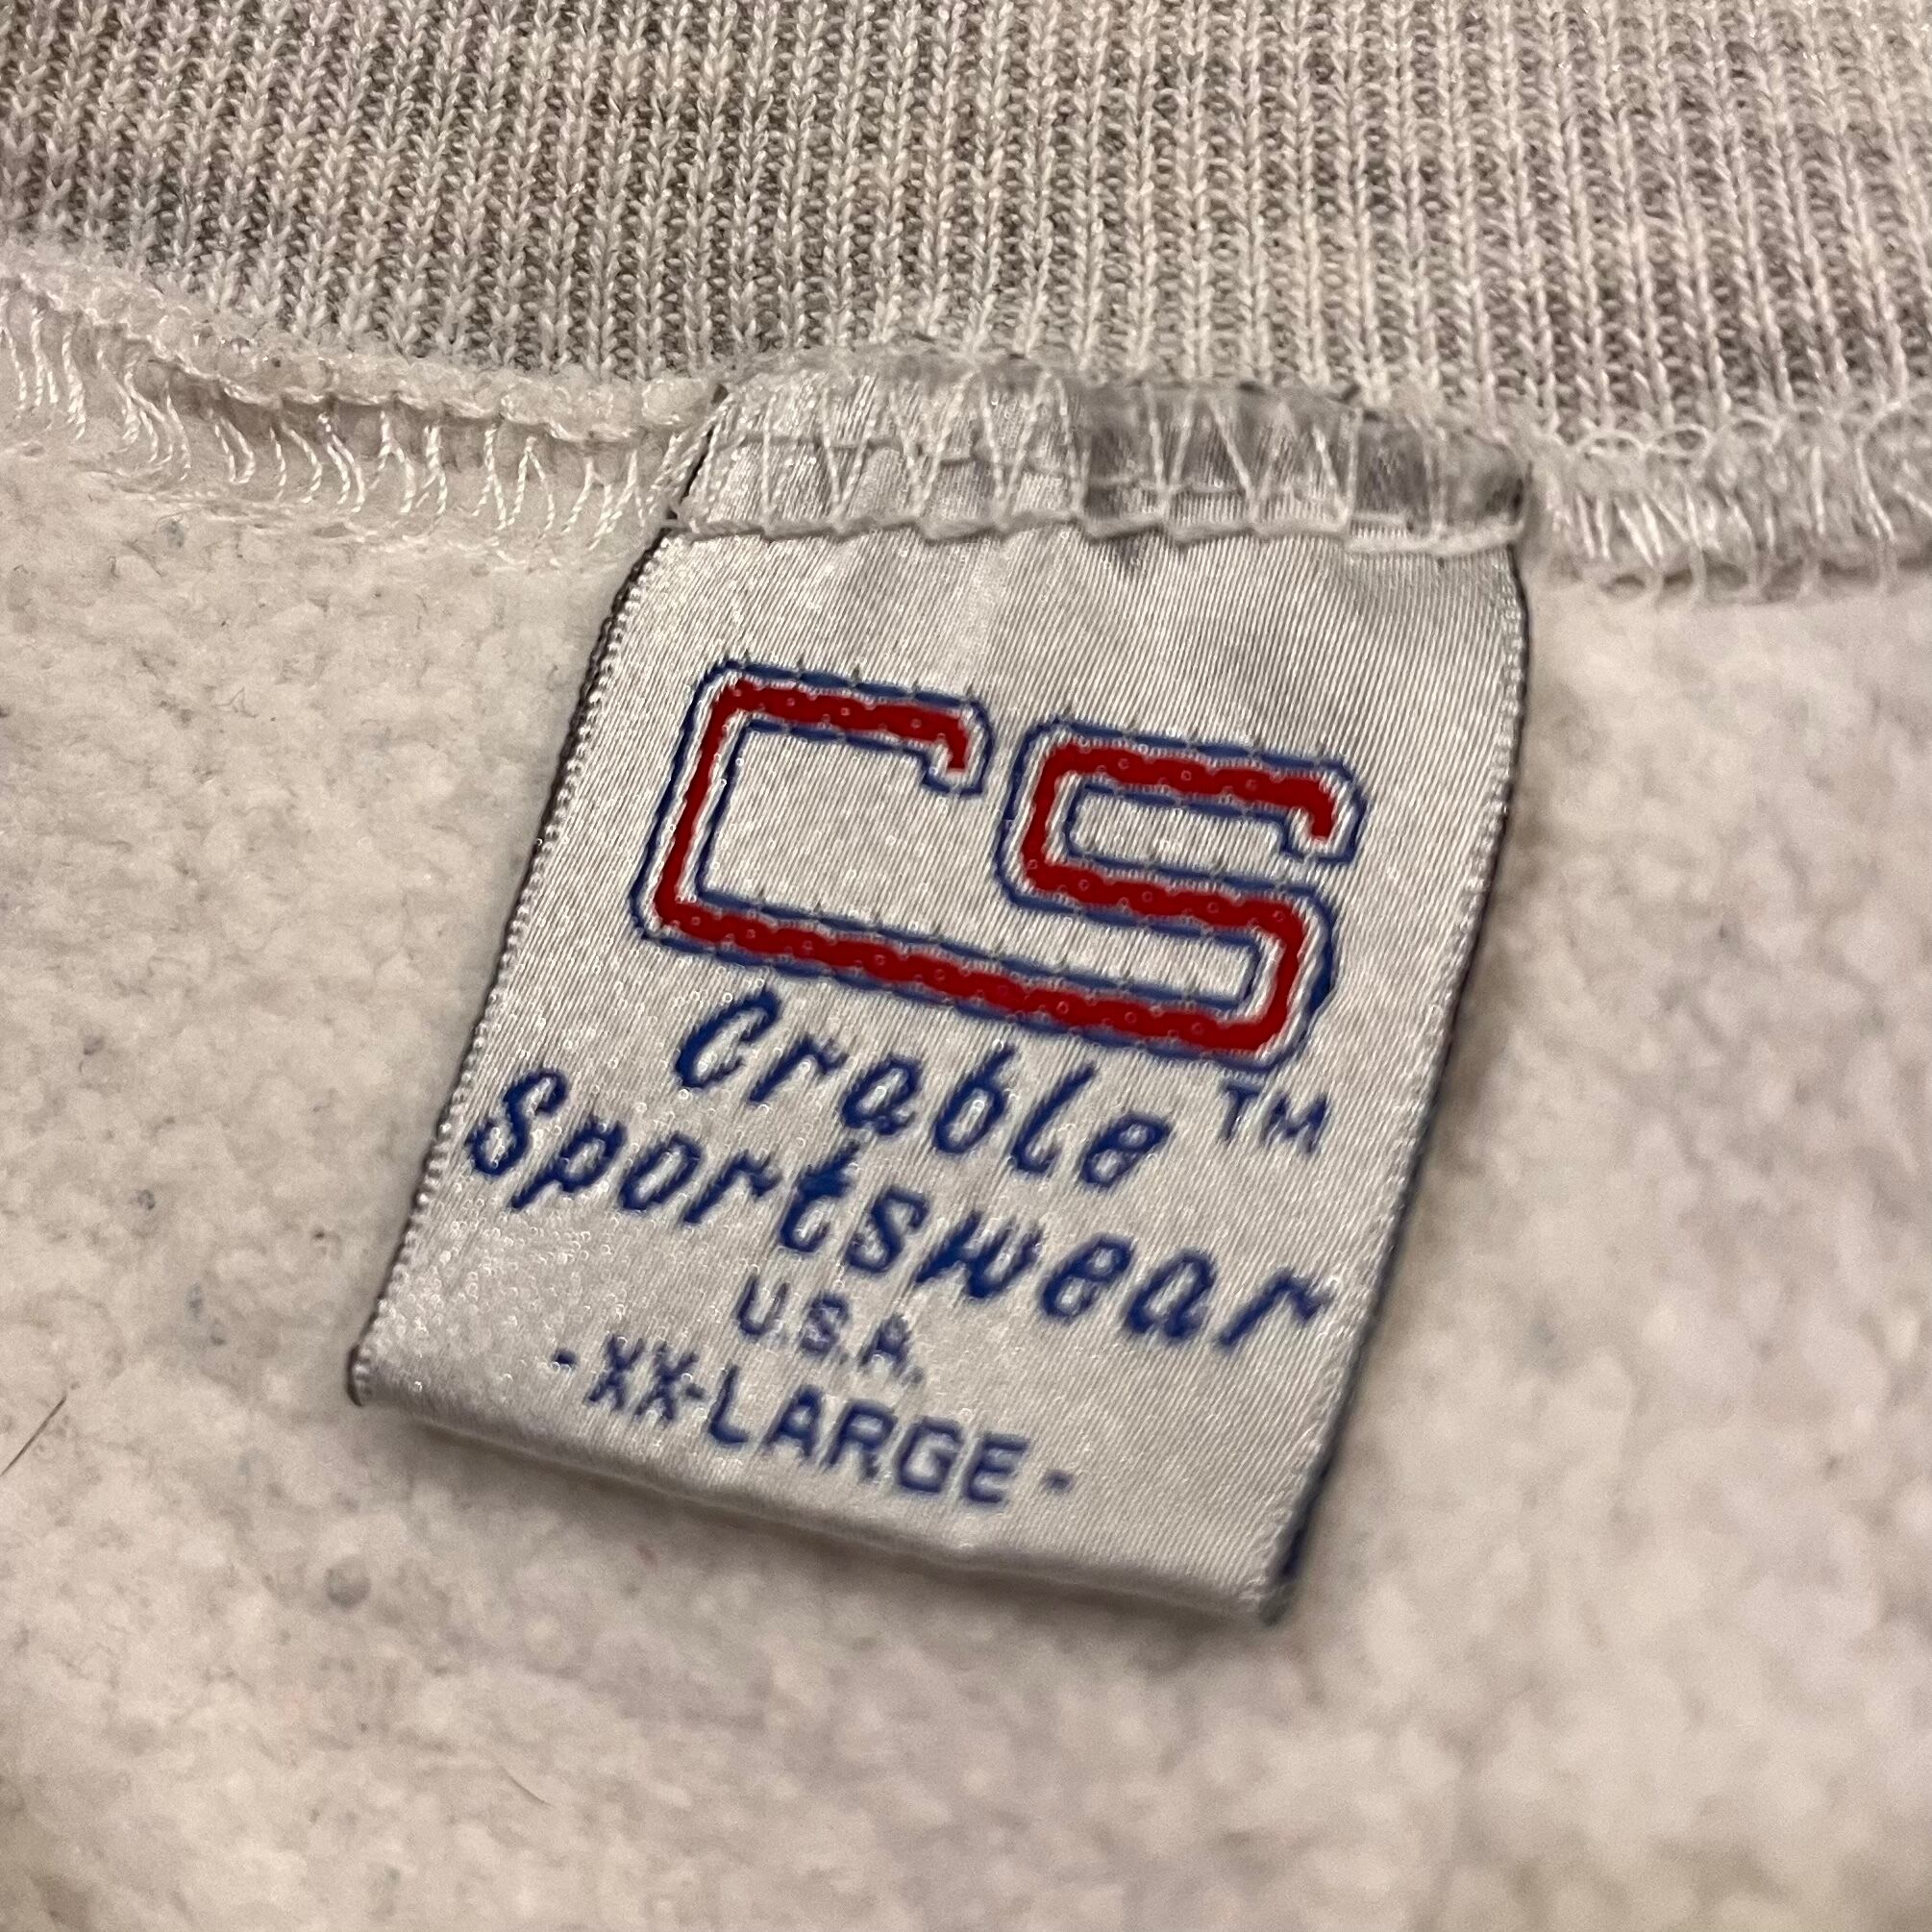 CS
Crable™
Sportswear
U.S.A.
-XX-LARGE-